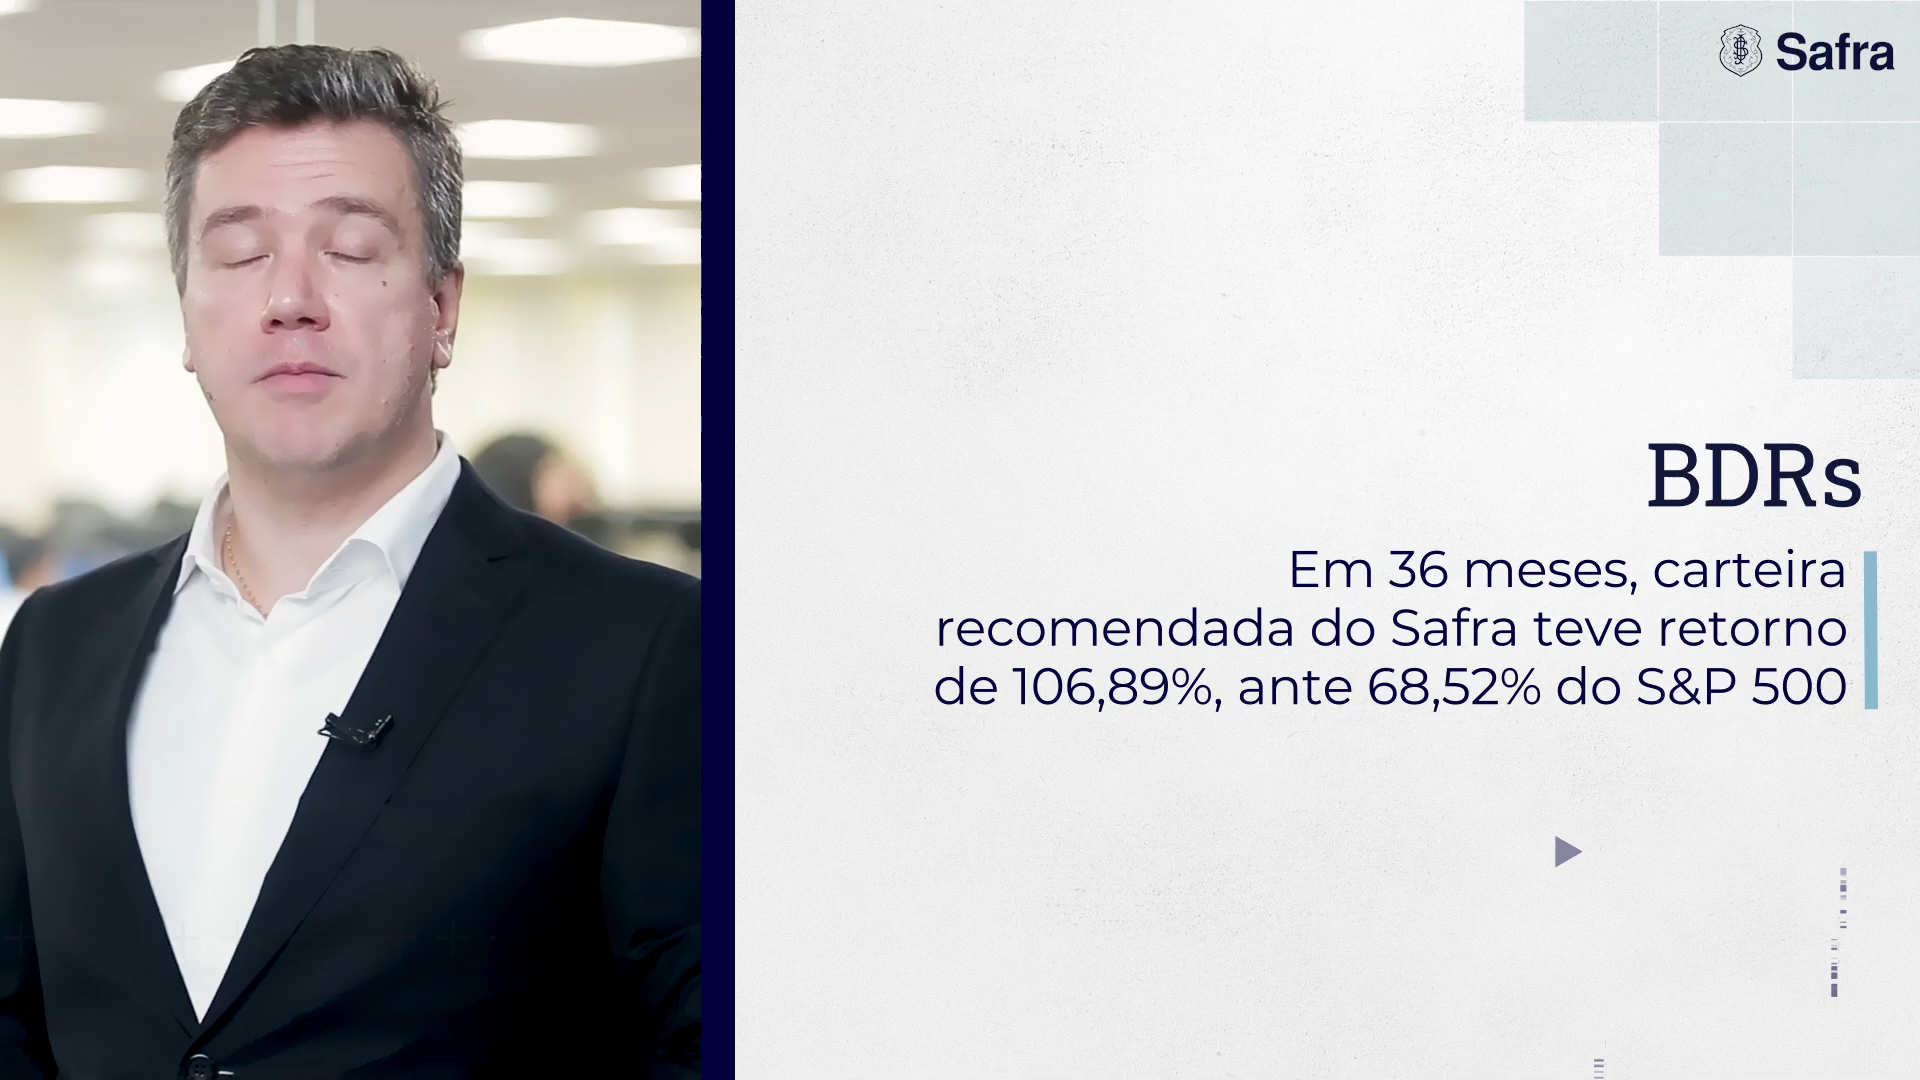 Safra
BDRs
Em 36 meses, carteira
recomendada do Safra teve retorno
de 106,89%, ante 68,52% do S&P 500